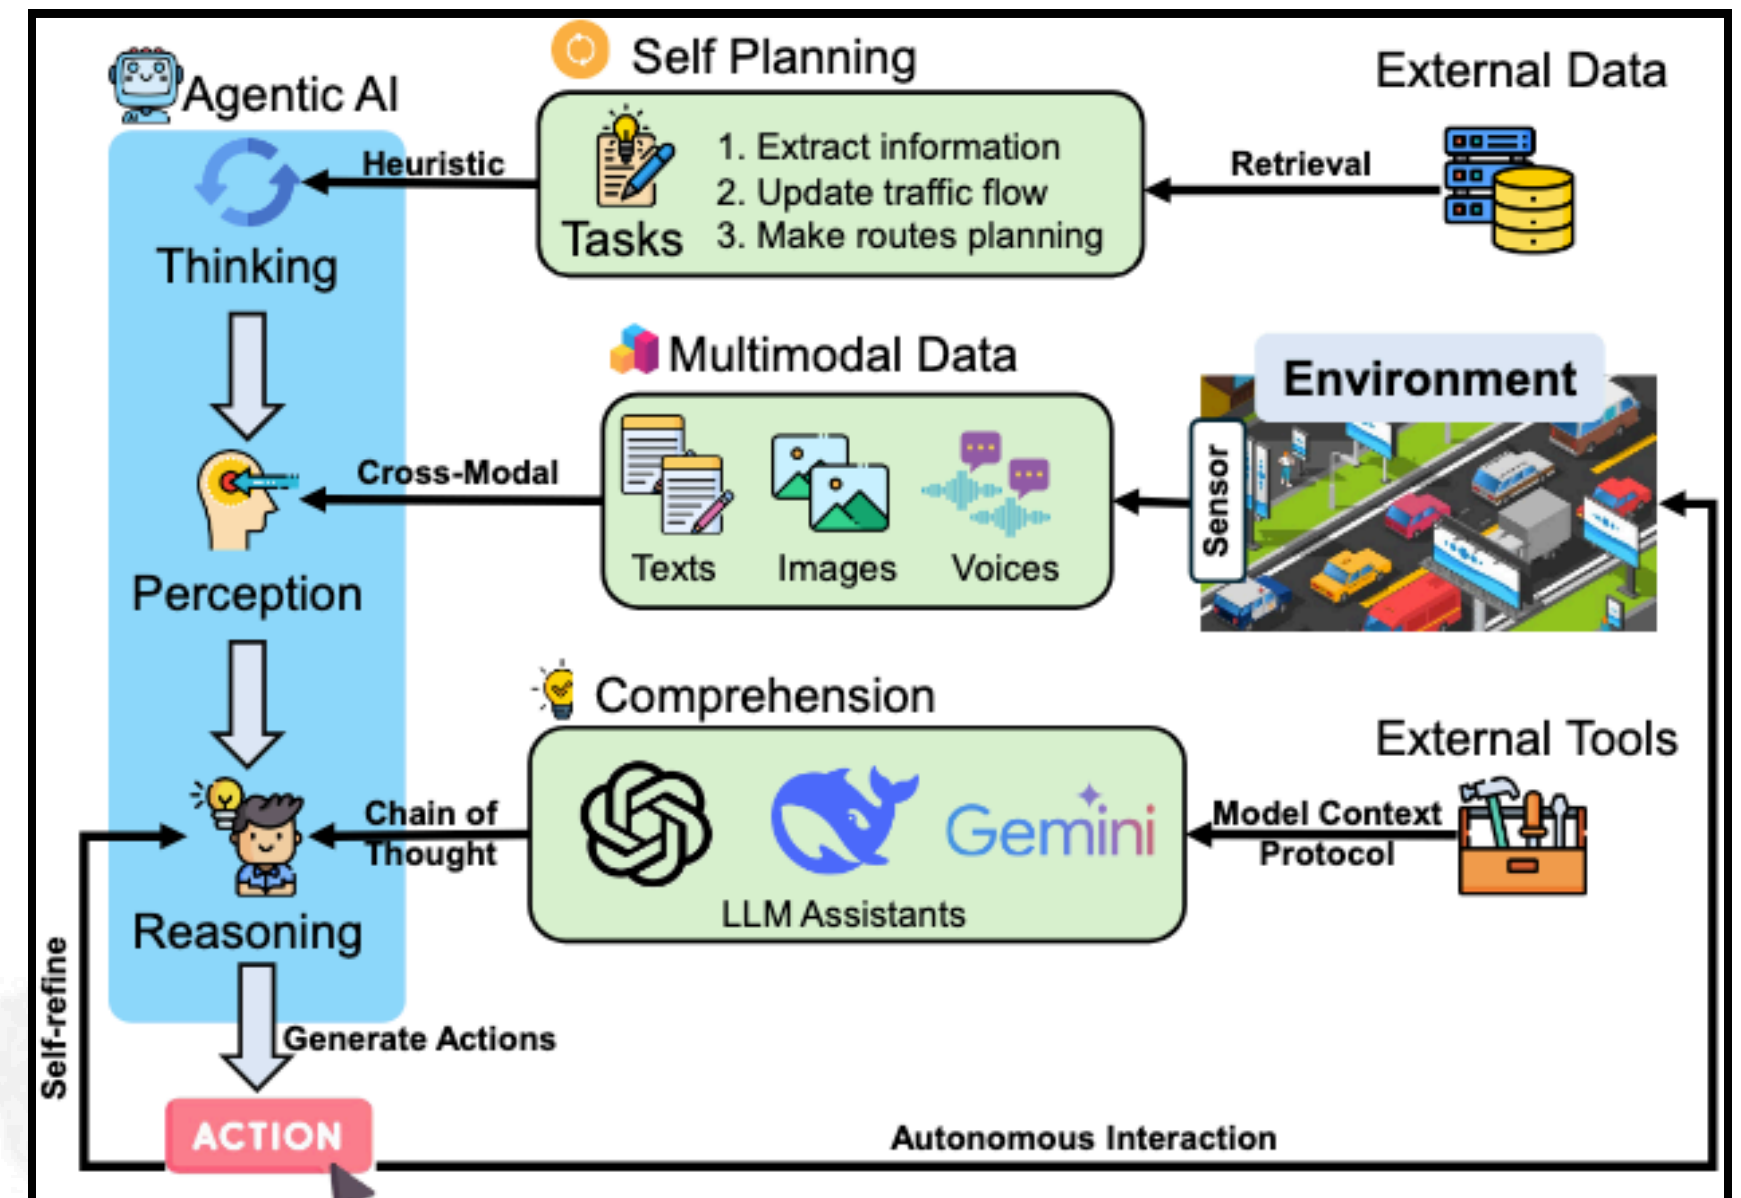 Self Planning
External Data
Agentic AI
Heuristic
1. Extract information
2. Update traffic flow
3. Make routes planning
Tasks
Retrieval
Thinking
Multimodal Data
Environment
Sensor
Cross-Modal
Texts
Images
Voices
Perception
Comprehension
External Tools
Chain of
Thought
Gemini
Model Context
Protocol
LLM Assistants
Reasoning
Self-refine
Generate Actions
ACTION
Autonomous Interaction